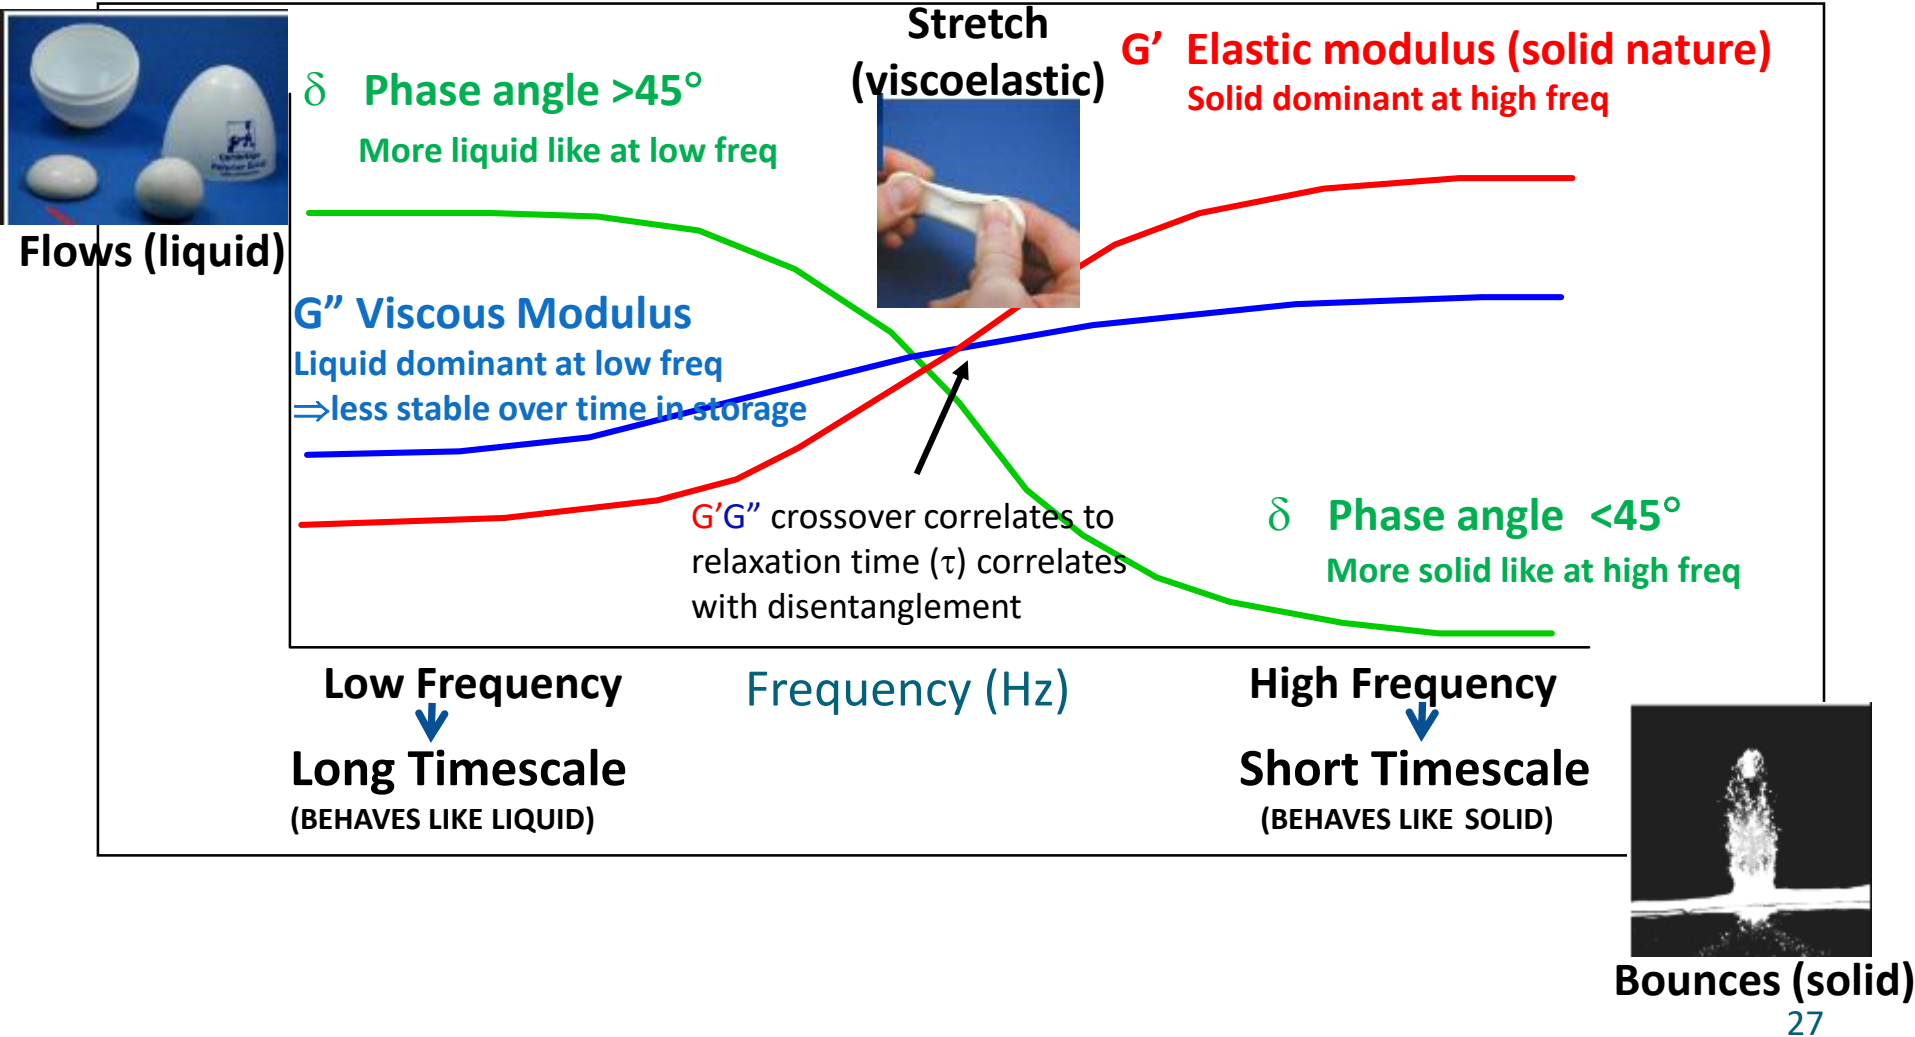 Stretch
(viscoelastic)
G’ Elastic modulus (solid nature)
Solid dominant at high freq
δ Phase angle >45°
More liquid like at low freq
Flows (liquid)
G” Viscous Modulus
Liquid dominant at low freq
⇒less stable over time in storage
G’G” crossover correlates to
relaxation time (τ) correlates
with disentanglement
δ Phase angle <45°
More solid like at high freq
Low Frequency
Frequency (Hz)
High Frequency
Long Timescale
(BEHAVES LIKE LIQUID)
Short Timescale
(BEHAVES LIKE SOLID)
Bounces (solid)
27